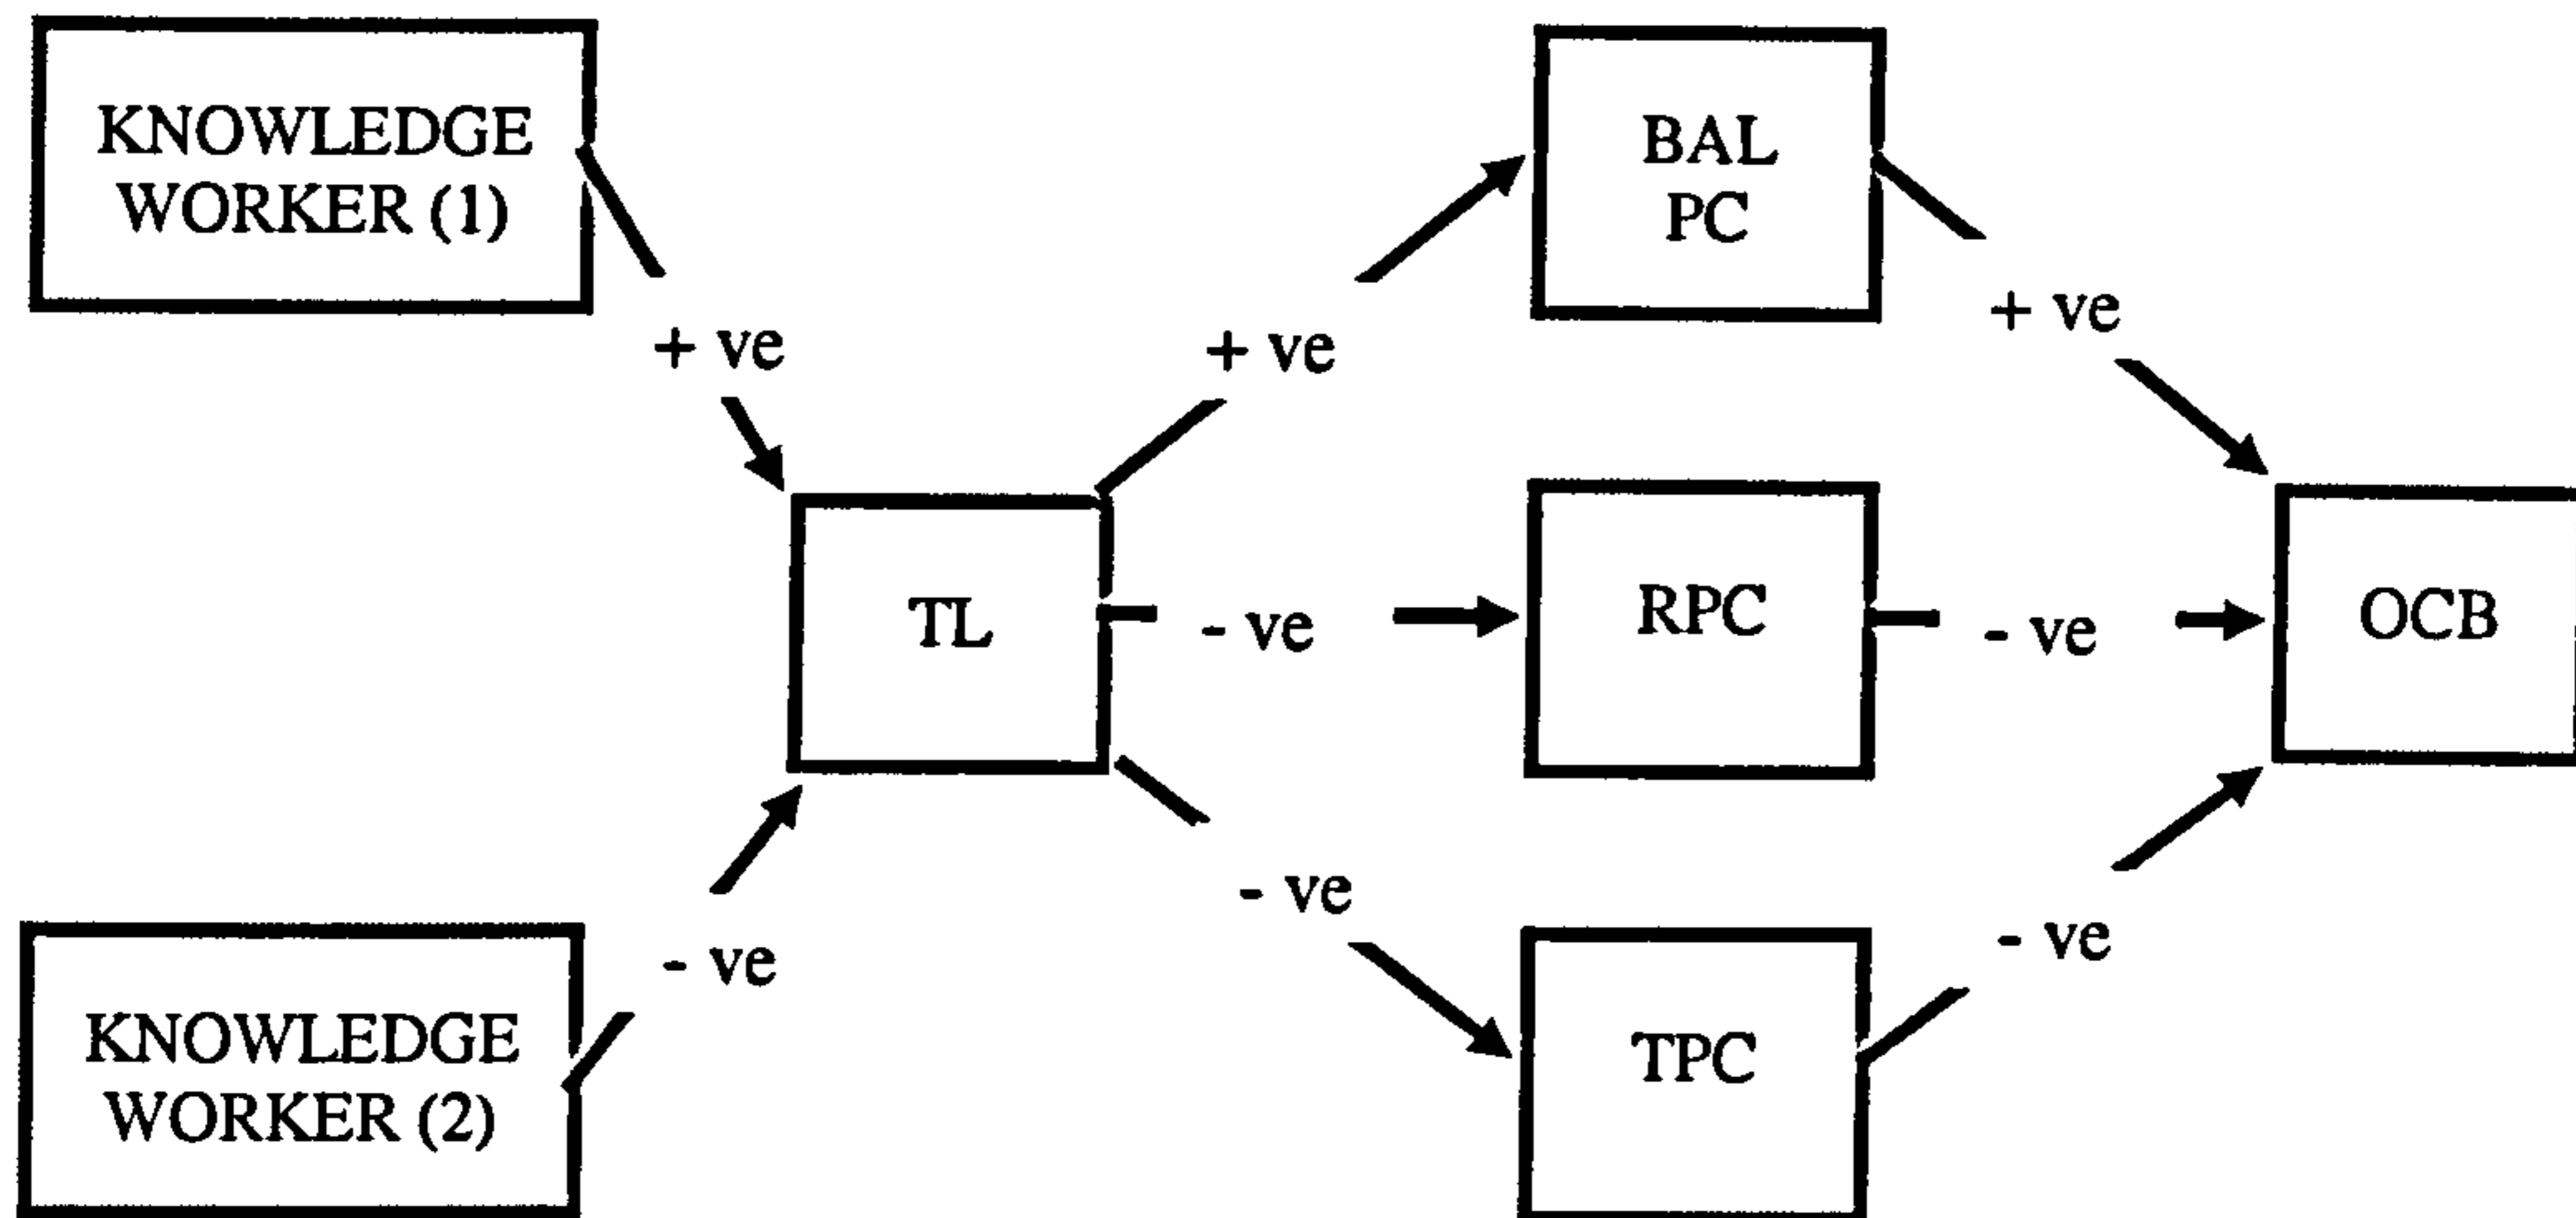 KNOWLEDGE
WORKER (1)
+ ve
+ ve
BAL
PC
+ ve
TL
- ve
RPC
- ve
OCB
KNOWLEDGE
WORKER (2)
- ve
- ve
TPC
- ve